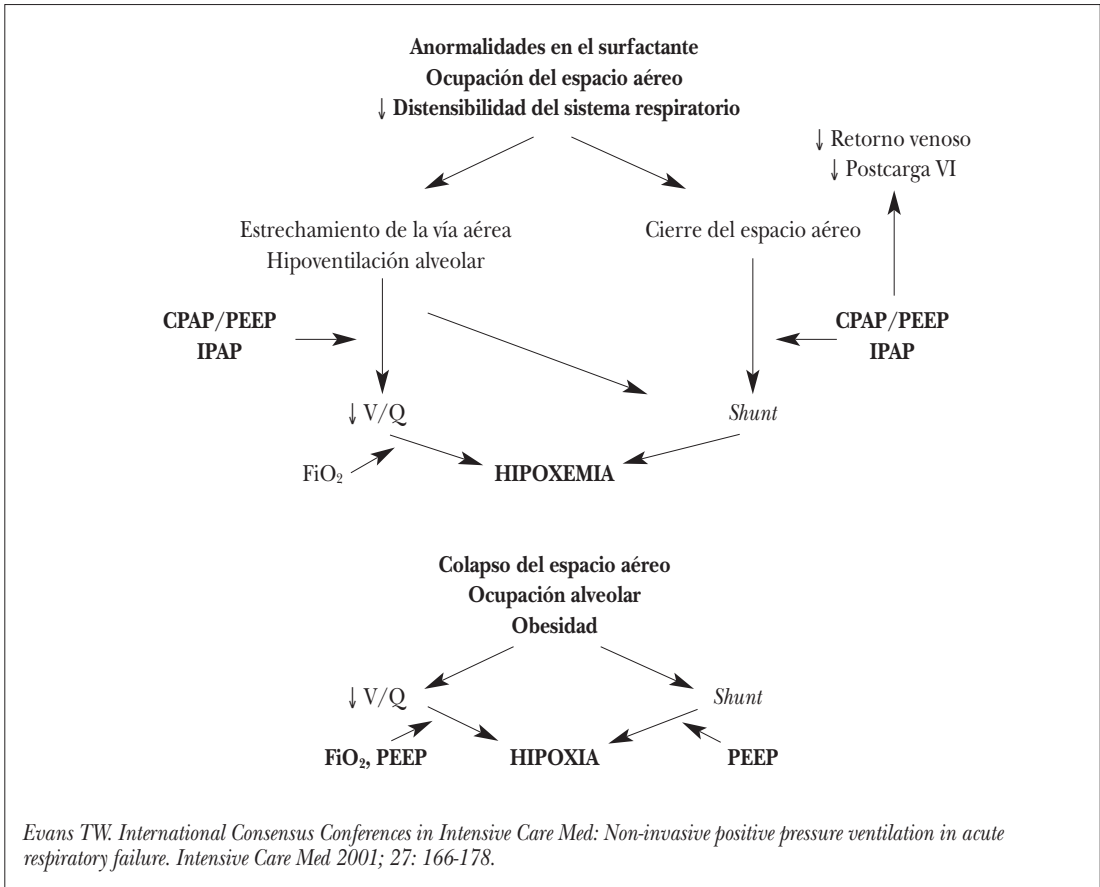 Anormalidades en el surfactante
Ocupación del espacio aéreo
↓ Distensibilidad del sistema respiratorio
↓ Retorno venoso
↓ Postcarga VI
Estrechamiento de la vía aérea
Hipoventilación alveolar
Cierre del espacio aéreo
CPAP/PEEP
IPAP
CPAP/PEEP
IPAP
↓ V/Q
Shunt
FiO₂
HIPOXEMIA
Colapso del espacio aéreo
Ocupación alveolar
Obesidad
↓ V/Q
Shunt
FiO₂, PEEP
HIPOXIA
PEEP
Evans TW. International Consensus Conferences in Intensive Care Med: Non-invasive positive pressure ventilation in acute
respiratory failure. Intensive Care Med 2001; 27: 166-178.